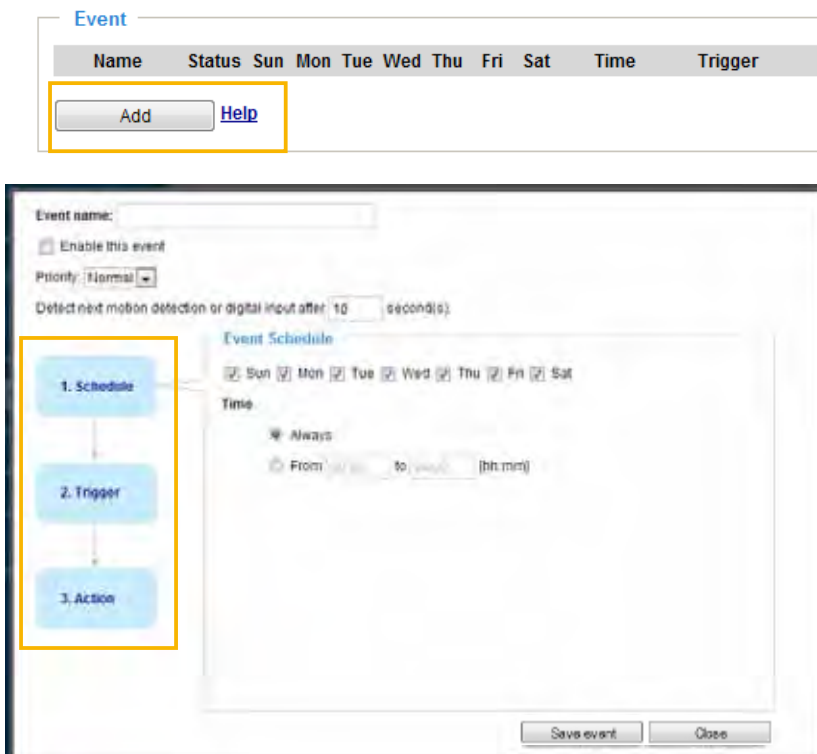 Event
Name Status Sun Mon Tue Wed Thu Fri Sat Time Trigger
Add Help
Event name:
Enable this event
Priority: Normal
Detect next motion detection or digital input after 10 second(s).
Event Schedule
1. Schedule
Sun Mon Tue Wed Thu Fri Sat
Time
Always
From to [hh:mm]
2. Trigger
3. Action
Save event Close